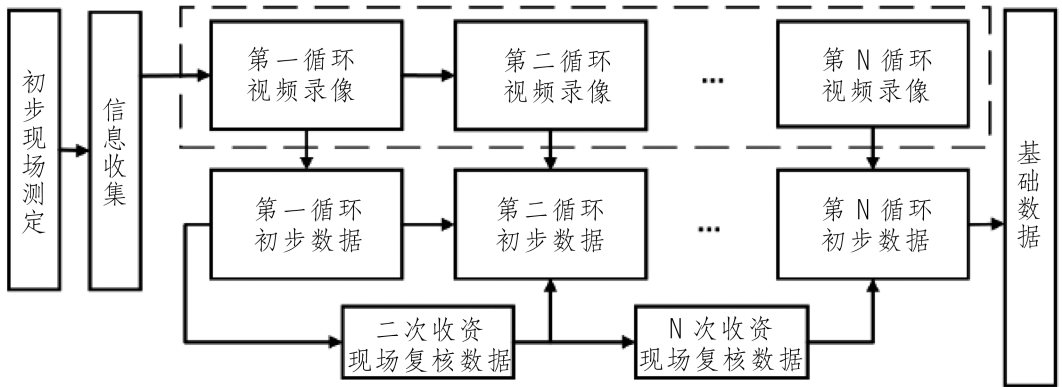 初步现场测定
信息收集
第一循环
视频录像
第二循环
视频录像
...
第 N 循环
视频录像
第一循环
初步数据
第二循环
初步数据
...
第 N 循环
初步数据
二次收资
现场复核数据
N 次收资
现场复核数据
基础数据